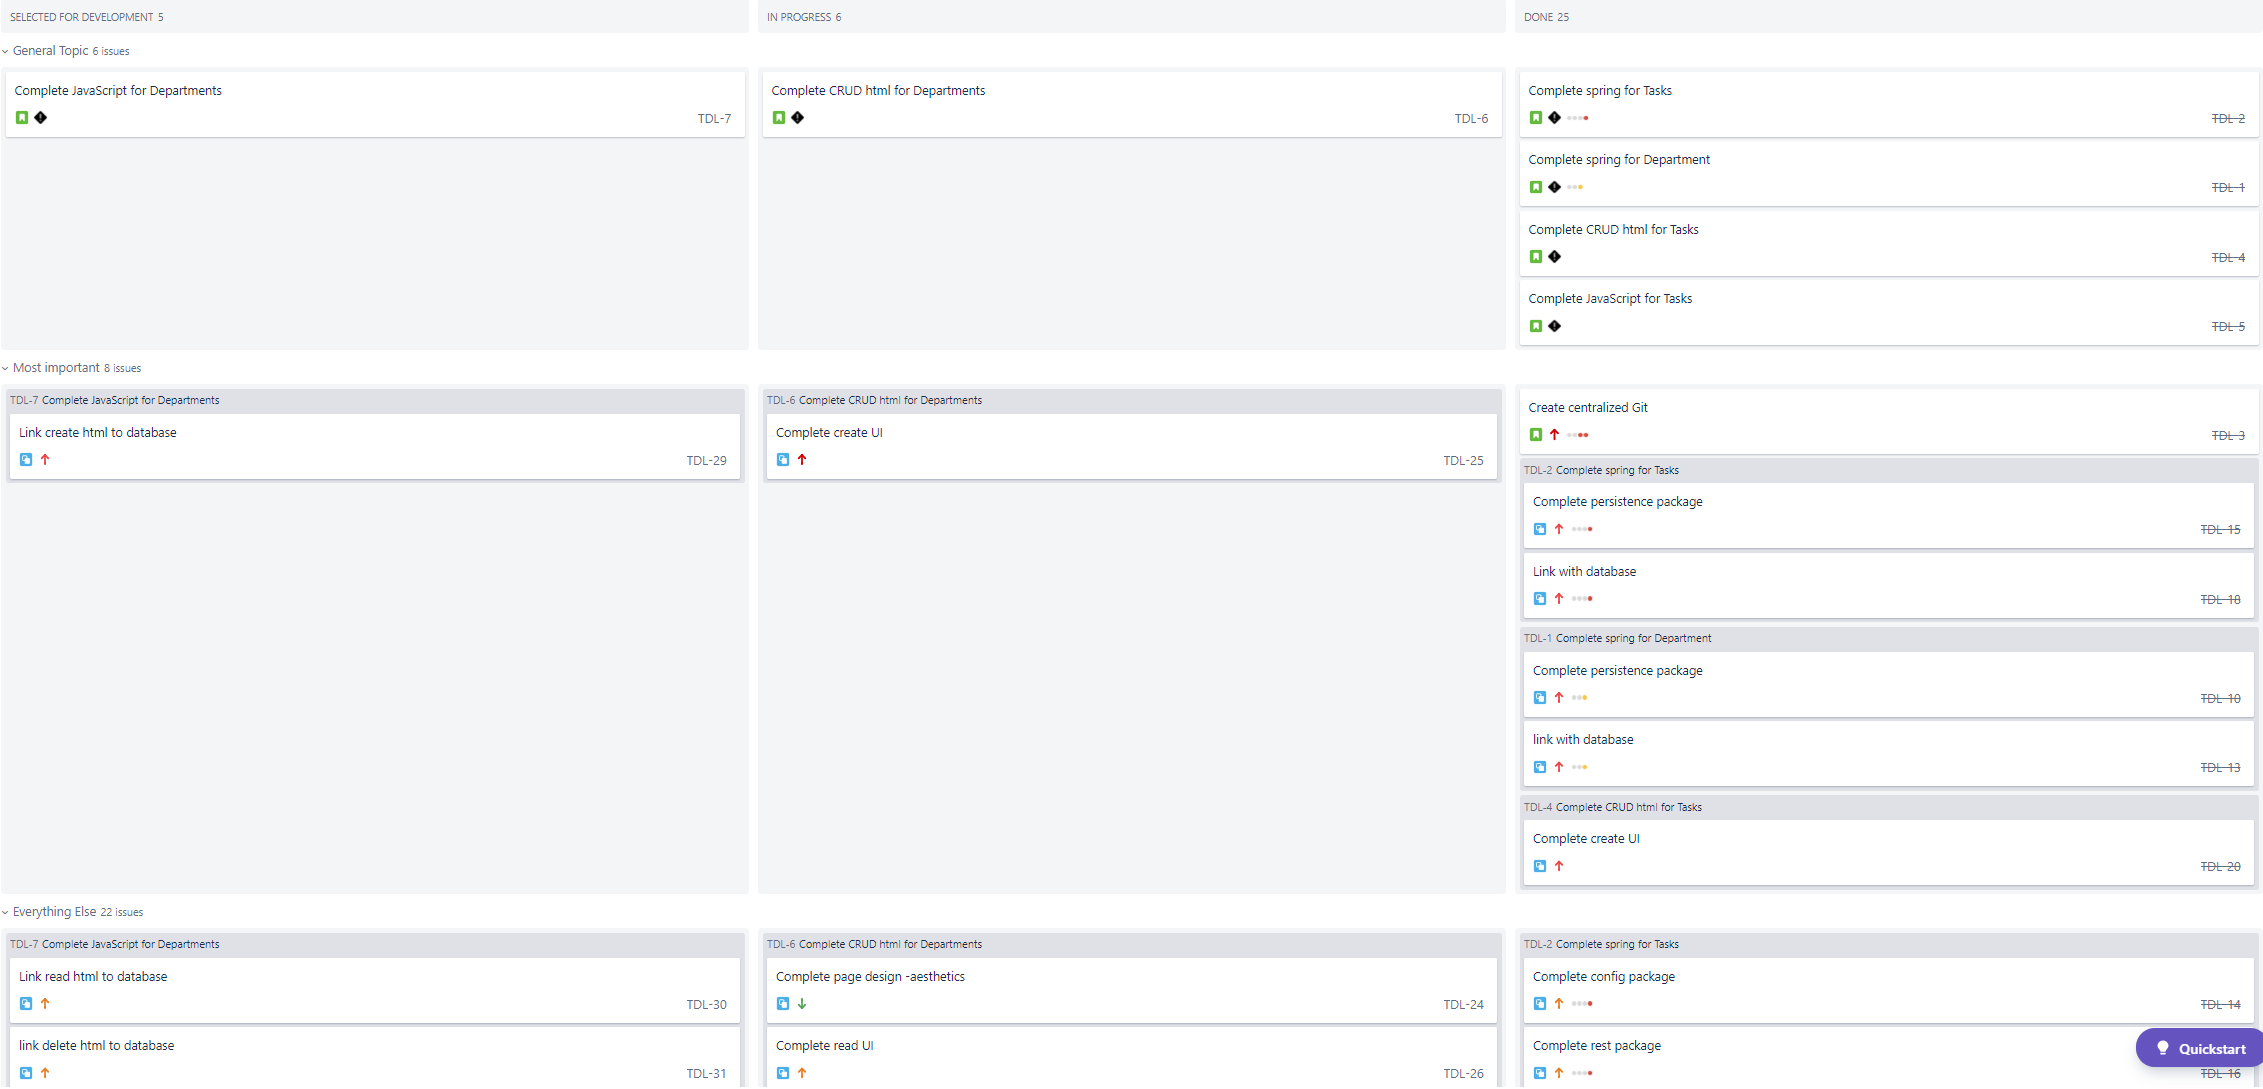 SELECTED FOR DEVELOPMENT 5
IN PROGRESS 6
DONE 25
General Topic 6 issues
Complete JavaScript for Departments
TDL-7
Complete CRUD html for Departments
TDL-6
Complete spring for Tasks
TDL-2
Complete spring for Department
TDL-1
Complete CRUD html for Tasks
TDL-4
Complete JavaScript for Tasks
TDL-5
Most important 8 issues
TDL-7 Complete JavaScript for Departments
Link create html to database
TDL-29
TDL-6 Complete CRUD html for Departments
Complete create UI
TDL-25
Create centralized Git
TDL-3
TDL-2 Complete spring for Tasks
Complete persistence package
TDL-15
Link with database
TDL-18
TDL-1 Complete spring for Department
Complete persistence package
TDL-10
link with database
TDL-13
TDL-4 Complete CRUD html for Tasks
Complete create UI
TDL-20
Everything Else 22 issues
TDL-7 Complete JavaScript for Departments
Link read html to database
TDL-30
link delete html to database
TDL-31
TDL-6 Complete CRUD html for Departments
Complete page design -aesthetics
TDL-24
Complete read UI
TDL-26
TDL-2 Complete spring for Tasks
Complete config package
TDL-14
Complete rest package
TDL-16
Quickstart